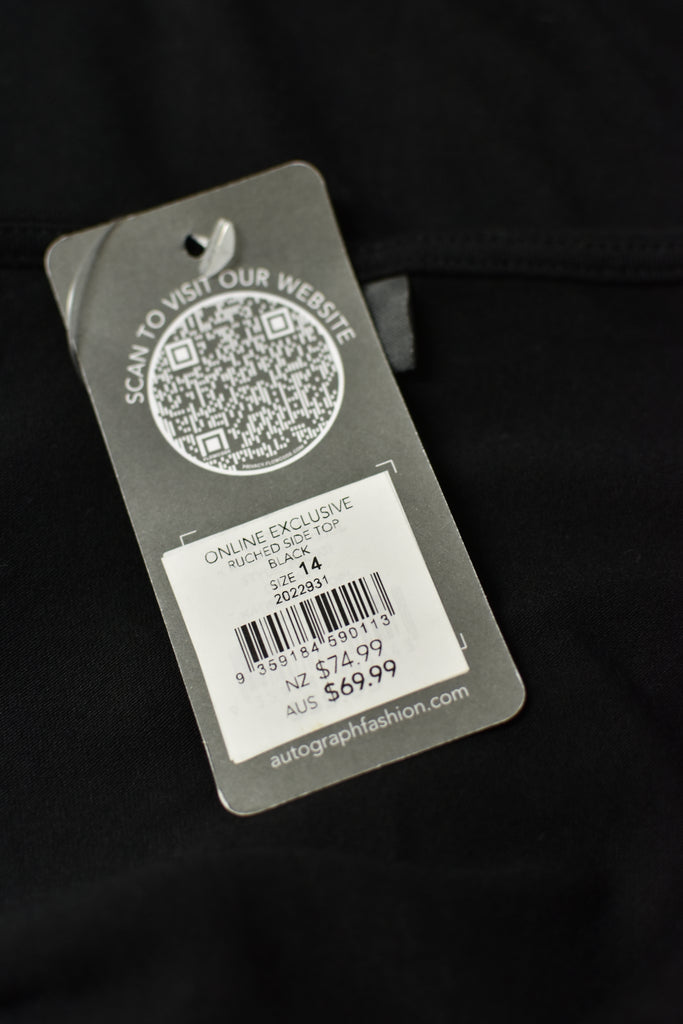 SCAN TO VISIT OUR WEBSITE
ONLINE EXCLUSIVE
RUCHED SIDE TOP
BLACK
SIZE 14
2022931
9 359184 590113
NZ $74.99
AUS $69.99
autographfashion.com